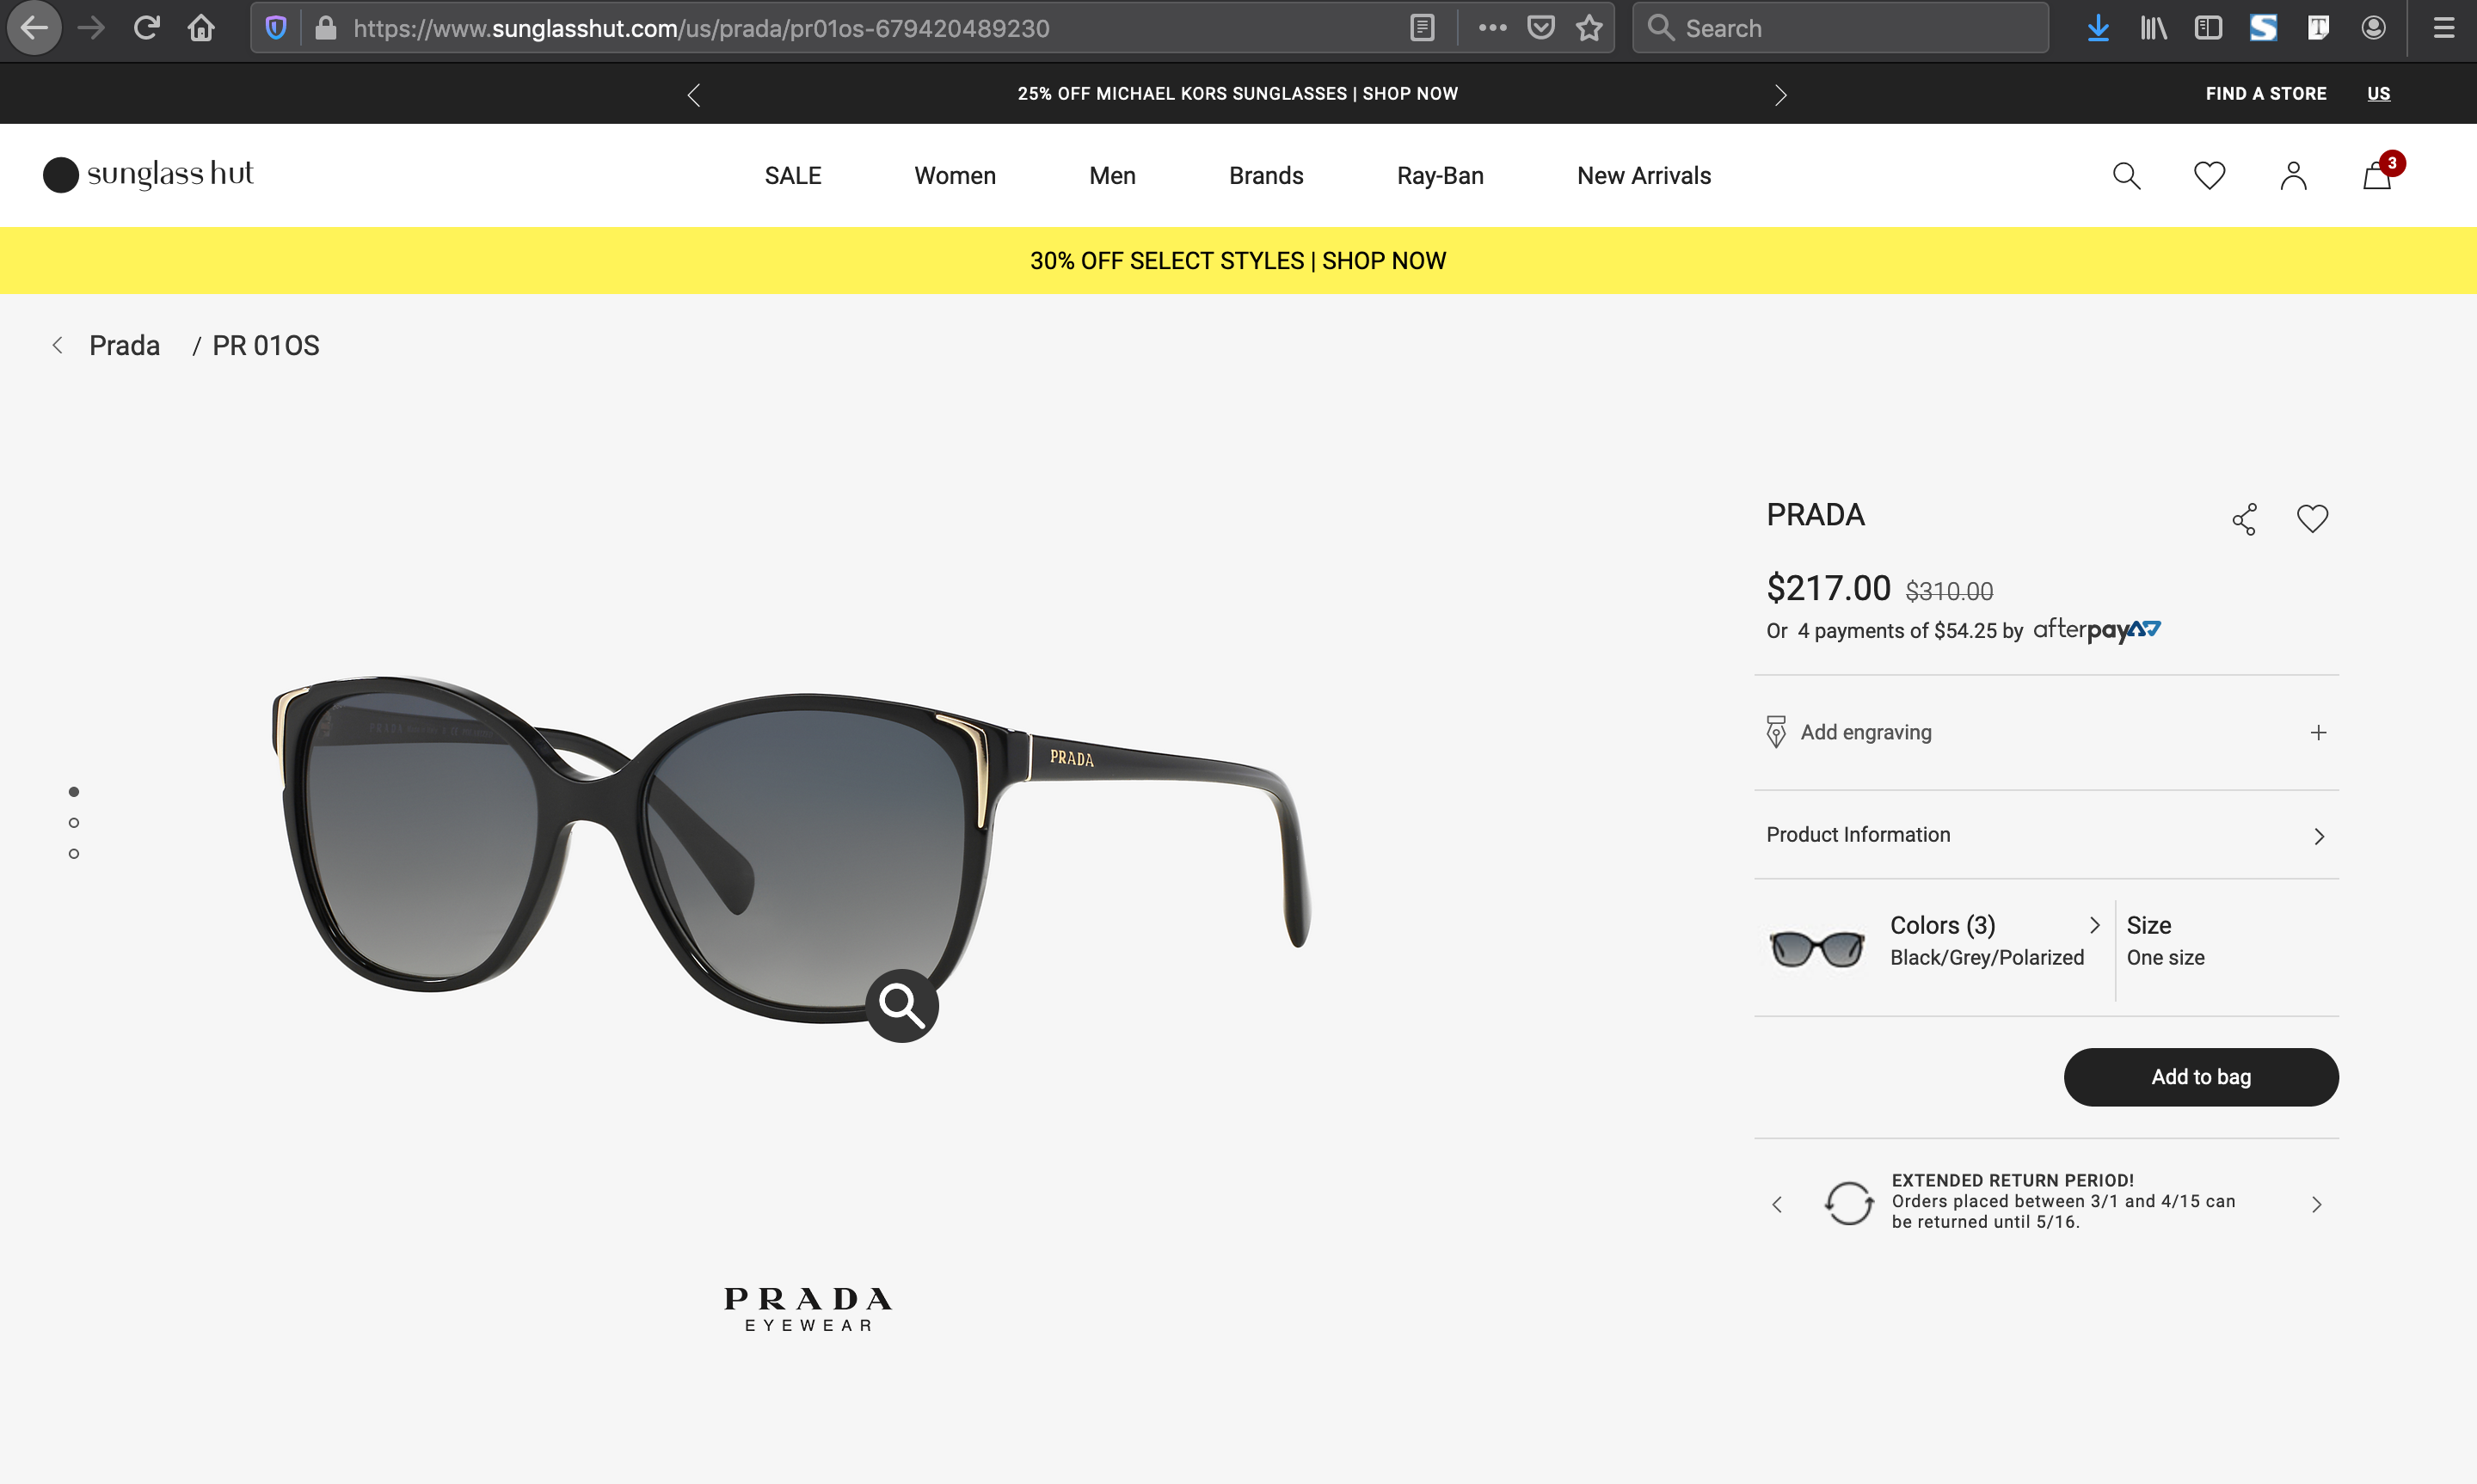 https://www.sunglasshut.com/us/prada/pr01os-679420489230
Search
25% OFF MICHAEL KORS SUNGLASSES | SHOP NOW
FIND A STORE
US
sunglass hut
SALE
Women
Men
Brands
Ray-Ban
New Arrivals
3
30% OFF SELECT STYLES | SHOP NOW
Prada / PR 01OS
PRADA
$217.00 $310.00
Or 4 payments of $54.25 by afterpay
PRADA
Add engraving
Product Information
Colors (3)
Black/Grey/Polarized
Size
One size
Add to bag
EXTENDED RETURN PERIOD!
Orders placed between 3/1 and 4/15 can
be returned until 5/16.
PRADA
EYEWEAR